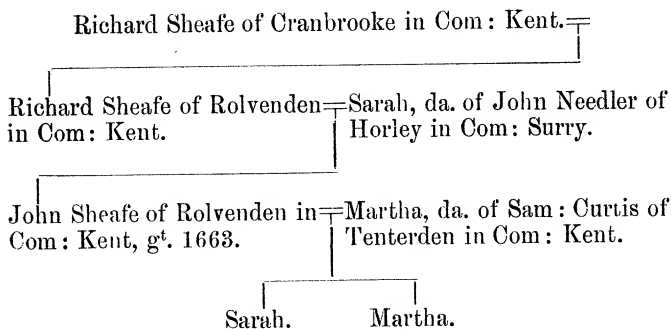 Richard Sheafe of Cranbrooke in Com: Kent.
Richard Sheafe of Rolvenden
in Com: Kent.
Sarah, da. of John Needler of
Horley in Com: Surry.
John Sheafe of Rolvenden in
Com: Kent, gᵗ. 1663.
Martha, da. of Sam: Curtis of
Tenterden in Com: Kent.
Sarah.
Martha.